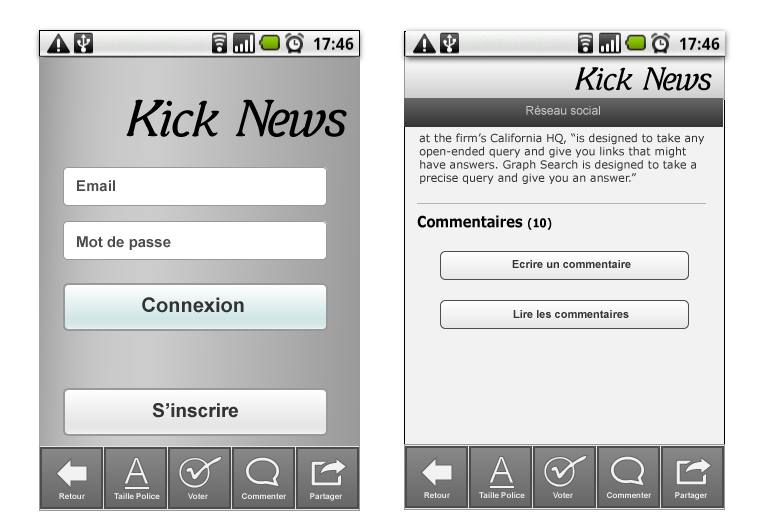 17:46
Kick News
Email
Mot de passe
Connexion
S'inscrire
Retour
Taille Police
Voter
Commenter
Partager
17:46
Kick News
Réseau social
at the firm's California HQ, "is designed to take any
open-ended query and give you links that might
have answers. Graph Search is designed to take a
precise query and give you an answer."
Commentaires (10)
Ecrire un commentaire
Lire les commentaires
Retour
Taille Police
Voter
Commenter
Partager